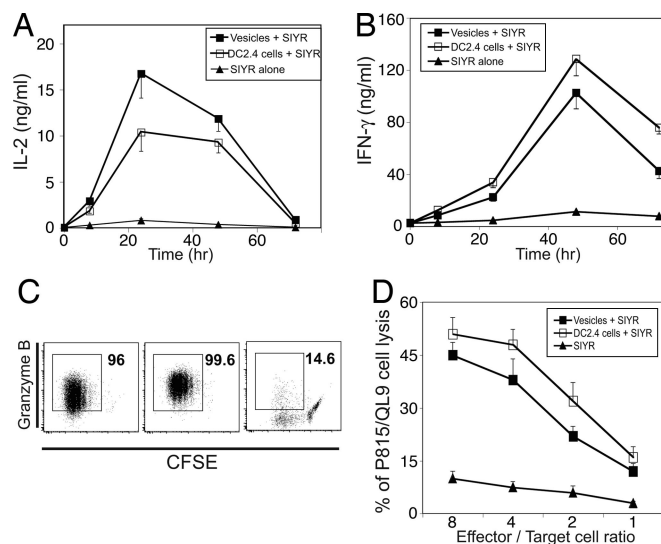 A
Vesicles + SIYR
DC2.4 cells + SIYR
SIYR alone
IL-2 (ng/ml)
20
15
10
5
0
0 20 40 60
Time (hr)
B
Vesicles + SIYR
DC2.4 cells + SIYR
SIYR alone
IFN-γ (ng/ml)
160
120
80
40
0
0 20 40 60
Time (hr)
C
Granzyme B
96
99.6
14.6
CFSE
D
Vesicles + SIYR
DC2.4 cells + SIYR
SIYR
% of P815/QL9 cell lysis
60
45
30
15
0
8 4 2 1
Effector / Target cell ratio